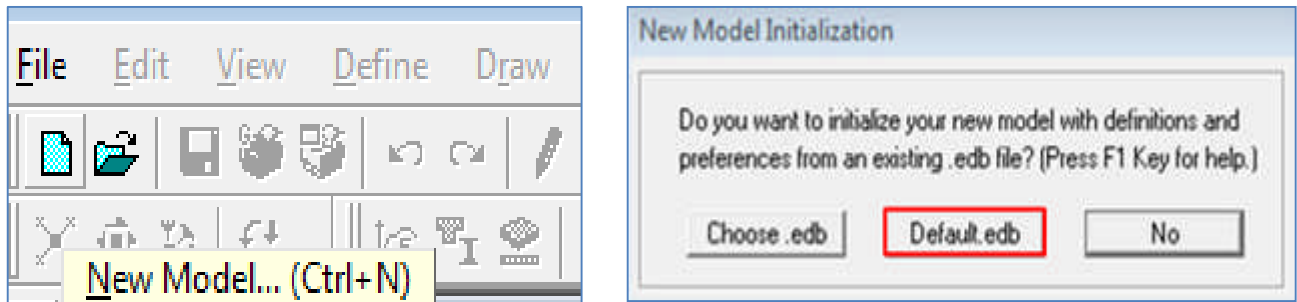 File Edit View Define Draw
New Model... (Ctrl+N)
New Model Initialization
Do you want to initialize your new model with definitions and
preferences from an existing .edb file? (Press F1 Key for help.)
Choose .edb Default.edb No